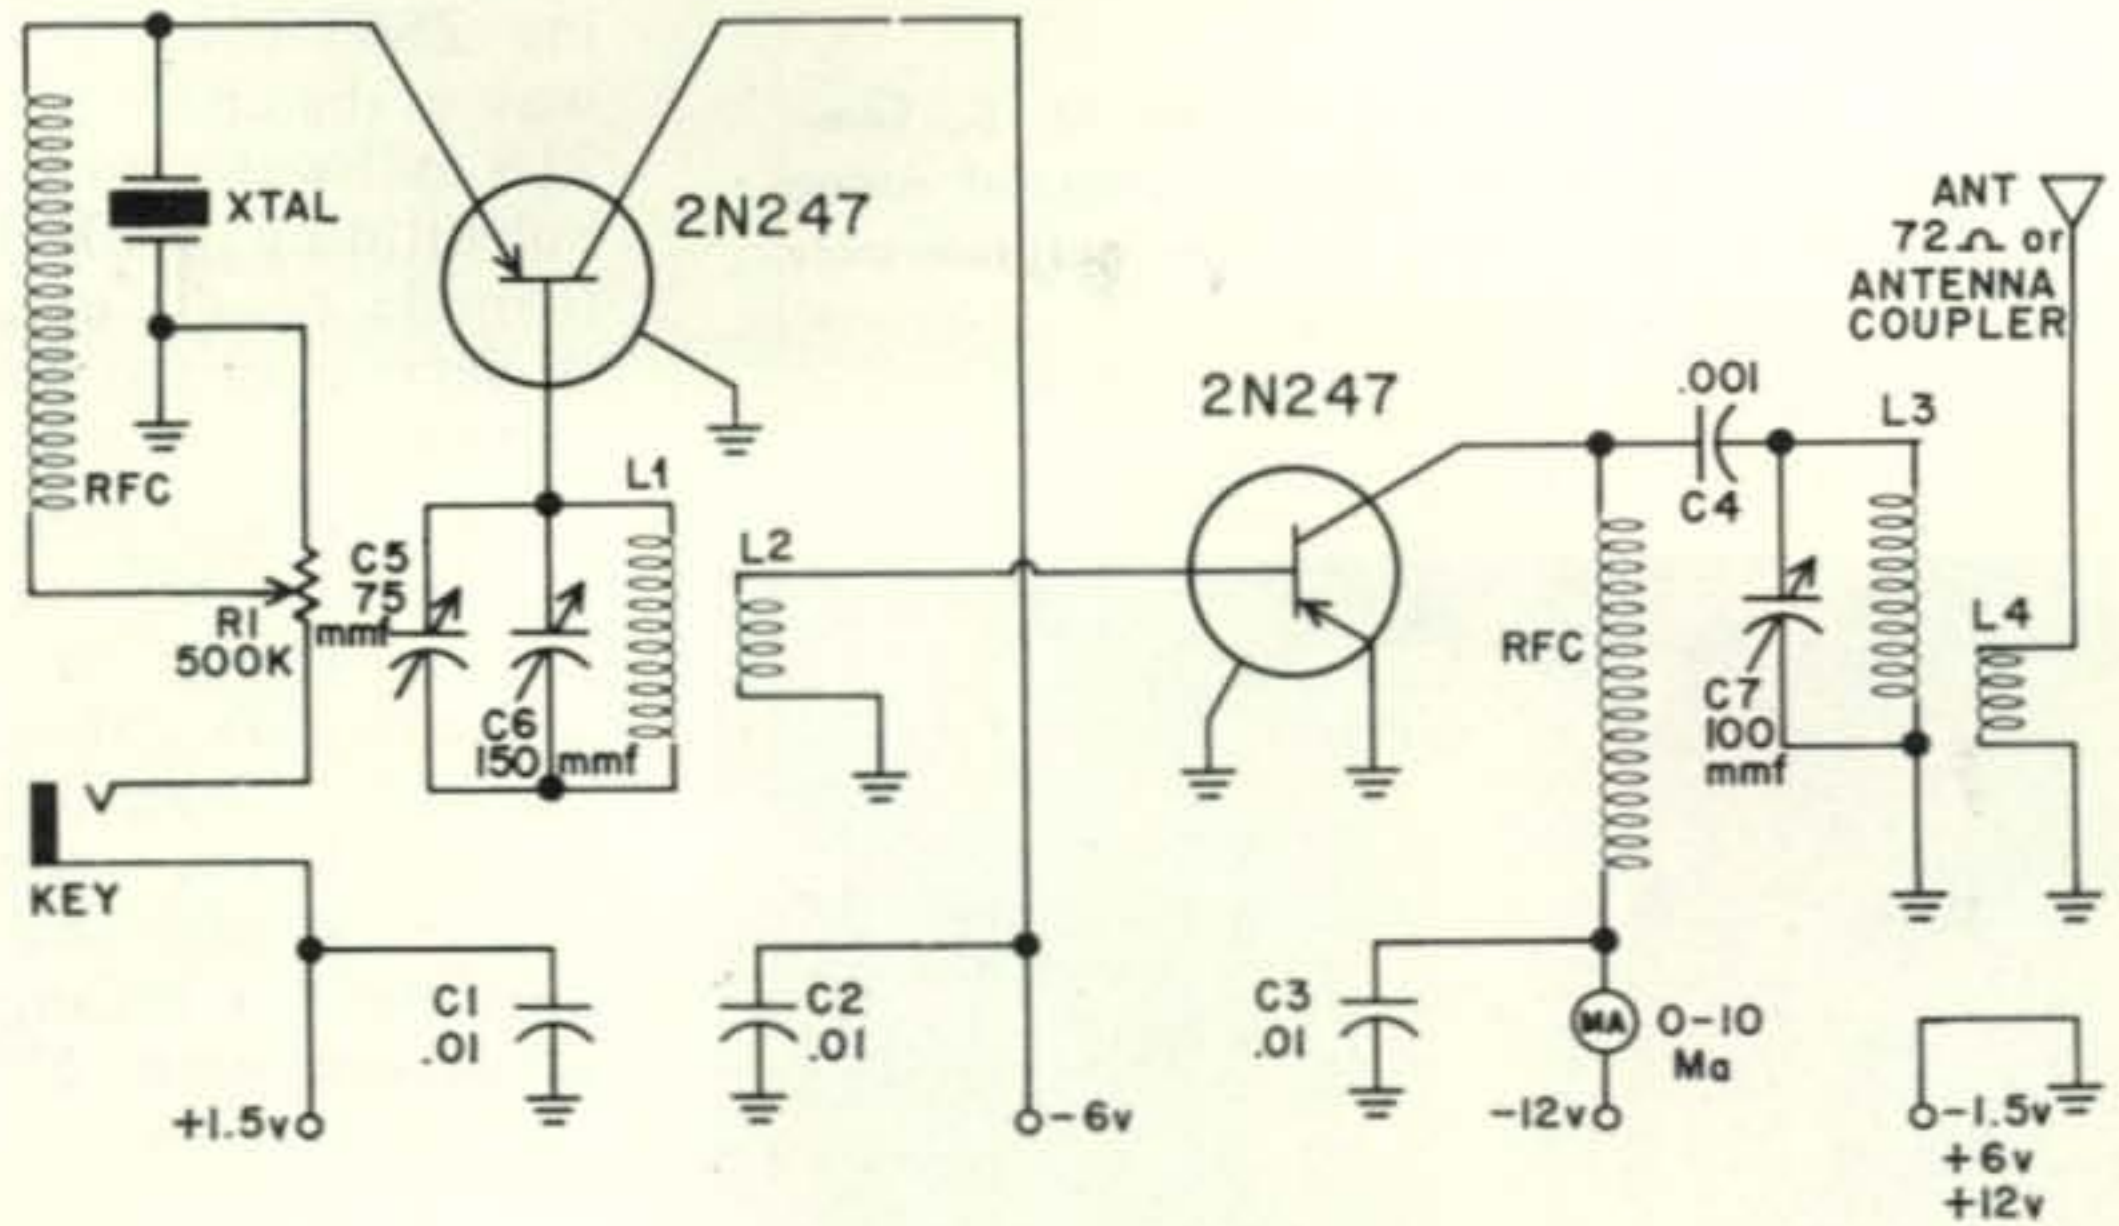 XTAL
2N247
RFC
R1
500K
C5
75
mmf
L1
C6
150 mmf
L2
KEY
C1
.01
+1.5v
C2
.01
-6v
2N247
.001
C4
L3
ANT
72Ω or
ANTENNA
COUPLER
RFC
C7
100
mmf
L4
C3
.01
MA
0-10
Ma
-12v
-1.5v
+6v
+12v